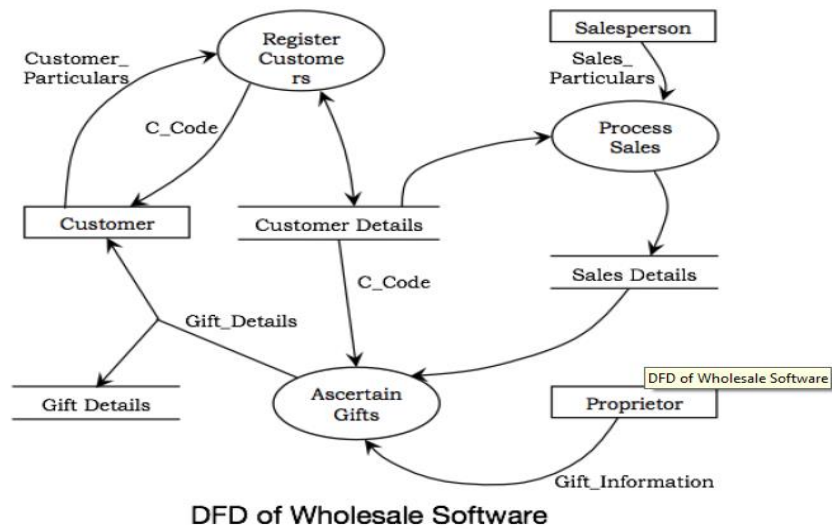 Register
Custome
rs
Salesperson
Customer_
Particulars
Sales_
Particulars
C_Code
Process
Sales
Customer
Customer Details
C_Code
Sales Details
Gift_Details
Gift Details
Ascertain
Gifts
DFD of Wholesale Software
Proprietor
Gift_Information
DFD of Wholesale Software